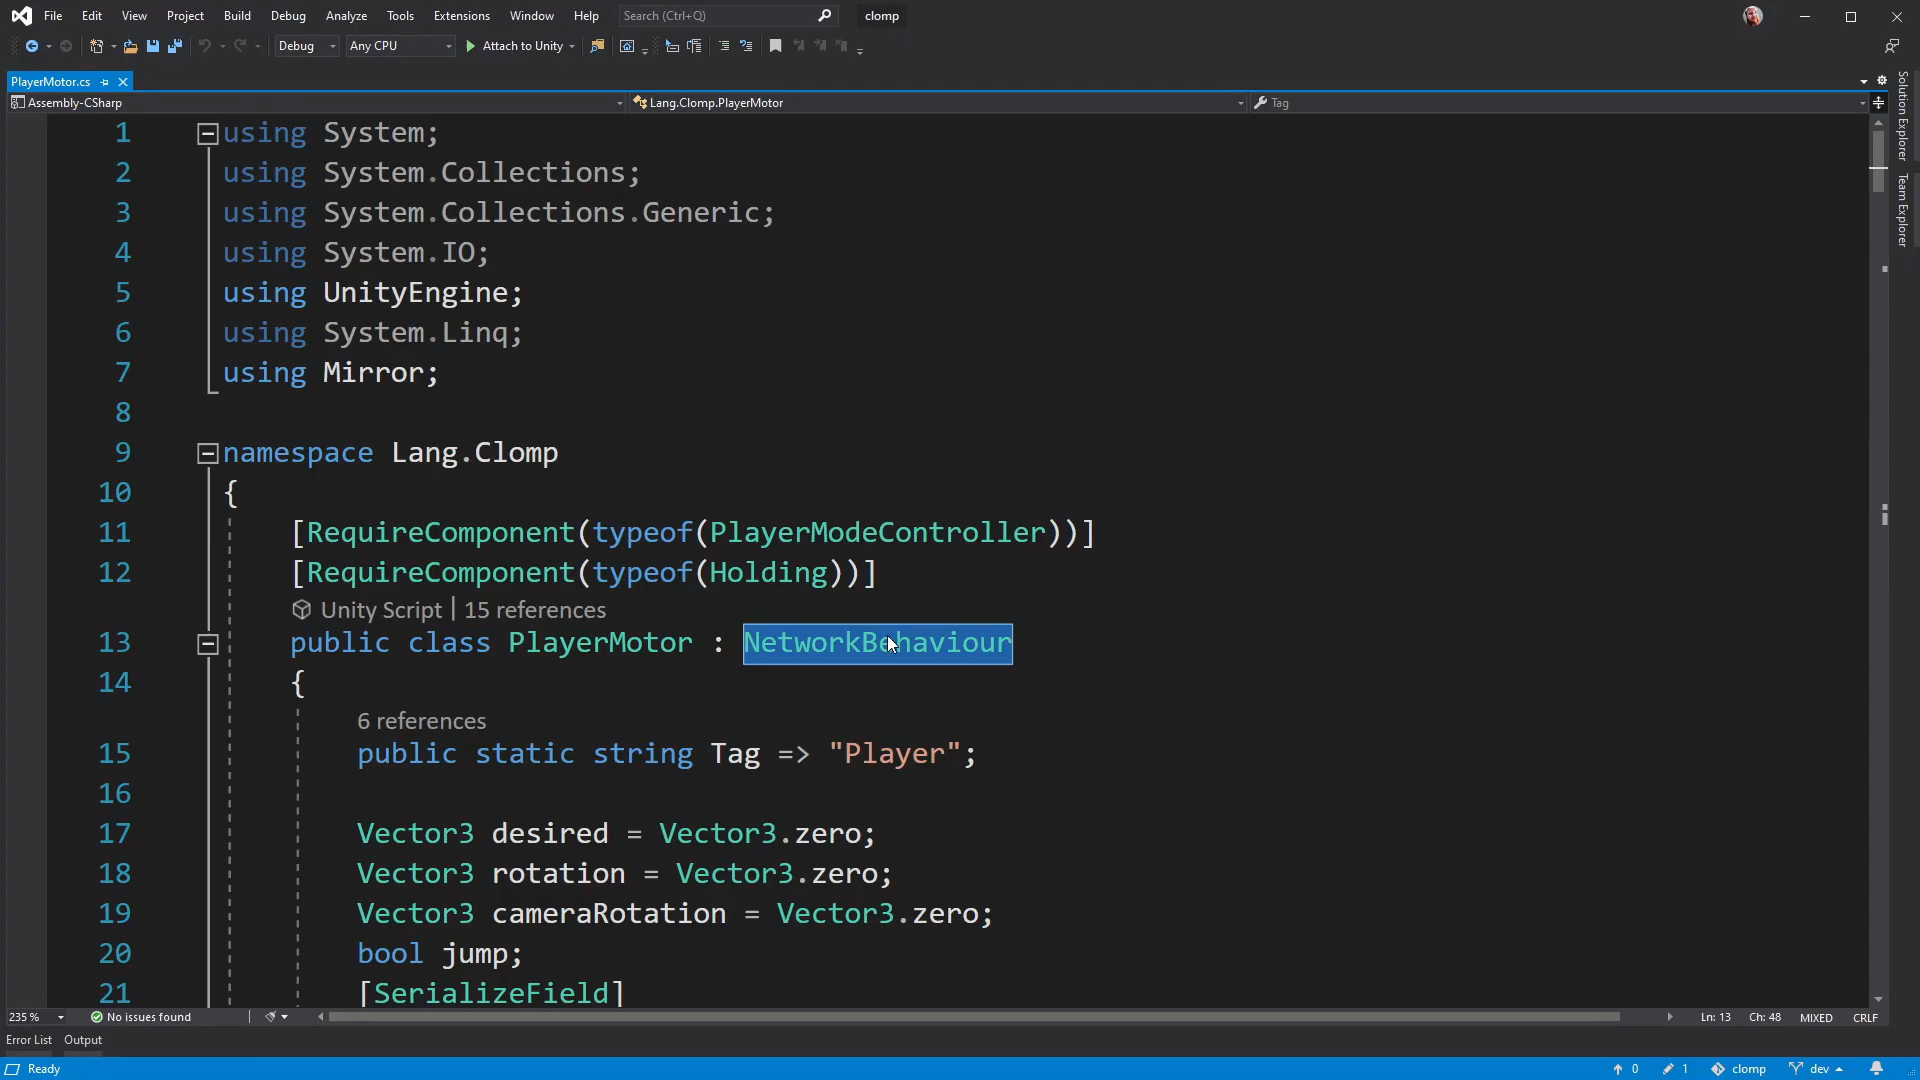 File Edit View Project Build Debug Analyze Tools Extensions Window Help Search (Ctrl+Q) clomp
Debug Any CPU Attach to Unity
PlayerMotor.cs
Assembly-CSharp Lang.Clomp.PlayerMotor Tag
1 using System;
2 using System.Collections;
3 using System.Collections.Generic;
4 using System.IO;
5 using UnityEngine;
6 using System.Linq;
7 using Mirror;
8
9 namespace Lang.Clomp
10 {
11 [RequireComponent(typeof(PlayerModeController))]
12 [RequireComponent(typeof(Holding))]
Unity Script | 15 references
13 public class PlayerMotor : NetworkBehaviour
14 {
6 references
15 public static string Tag => "Player";
16
17 Vector3 desired = Vector3.zero;
18 Vector3 rotation = Vector3.zero;
19 Vector3 cameraRotation = Vector3.zero;
20 bool jump;
21 [SerializeField]
235 % No issues found Ln: 13 Ch: 48 MIXED CRLF
Error List Output
Ready 0 1 clomp dev
Solution Explorer
Team Explorer